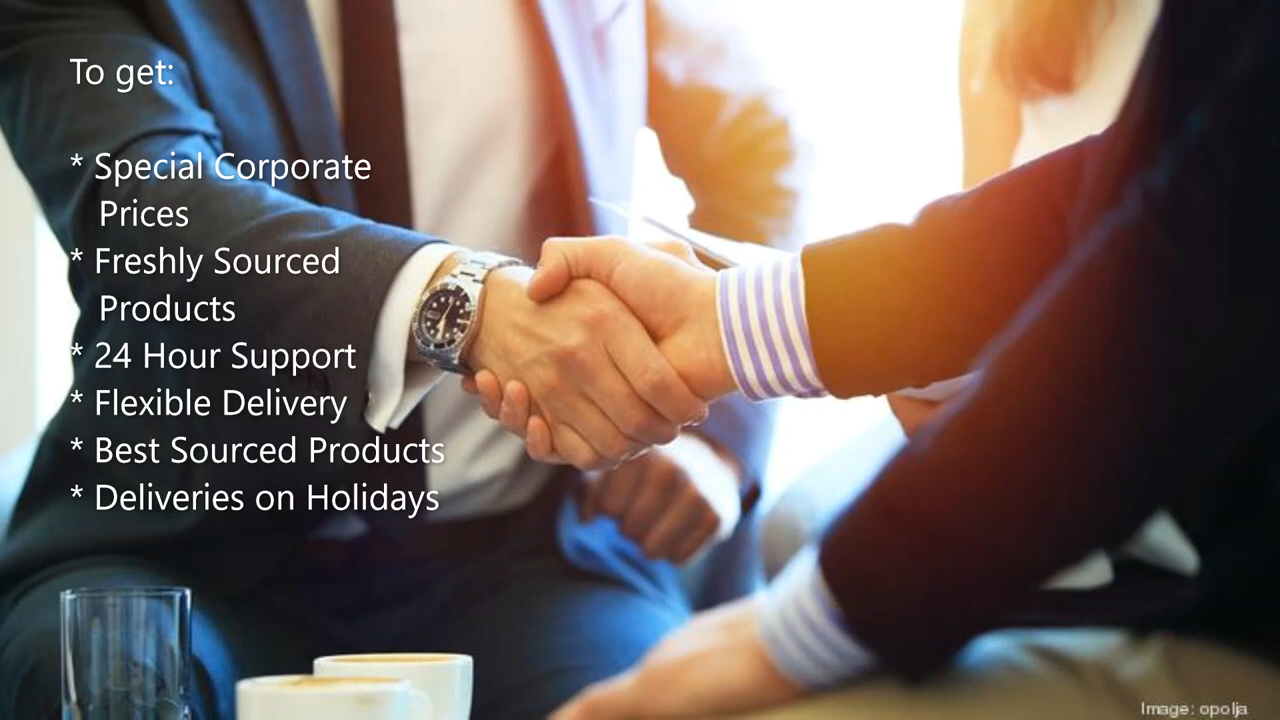 To get:
* Special Corporate
Prices
* Freshly Sourced
Products
* 24 Hour Support
* Flexible Delivery
* Best Sourced Products
* Deliveries on Holidays
Image: opolja